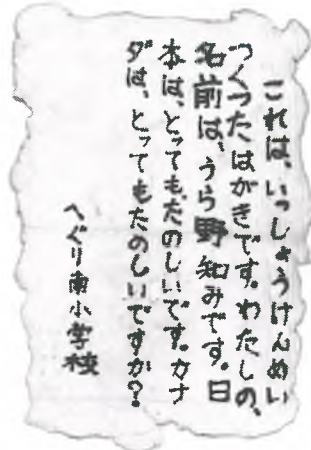 これは、いっしょうけんめい
つくったはがきです。わたしの、
名前は、うら野知みです。日
本は、とってもたのしいです。カナ
ダは、とってもたのしいですか?
へぐり南小学校